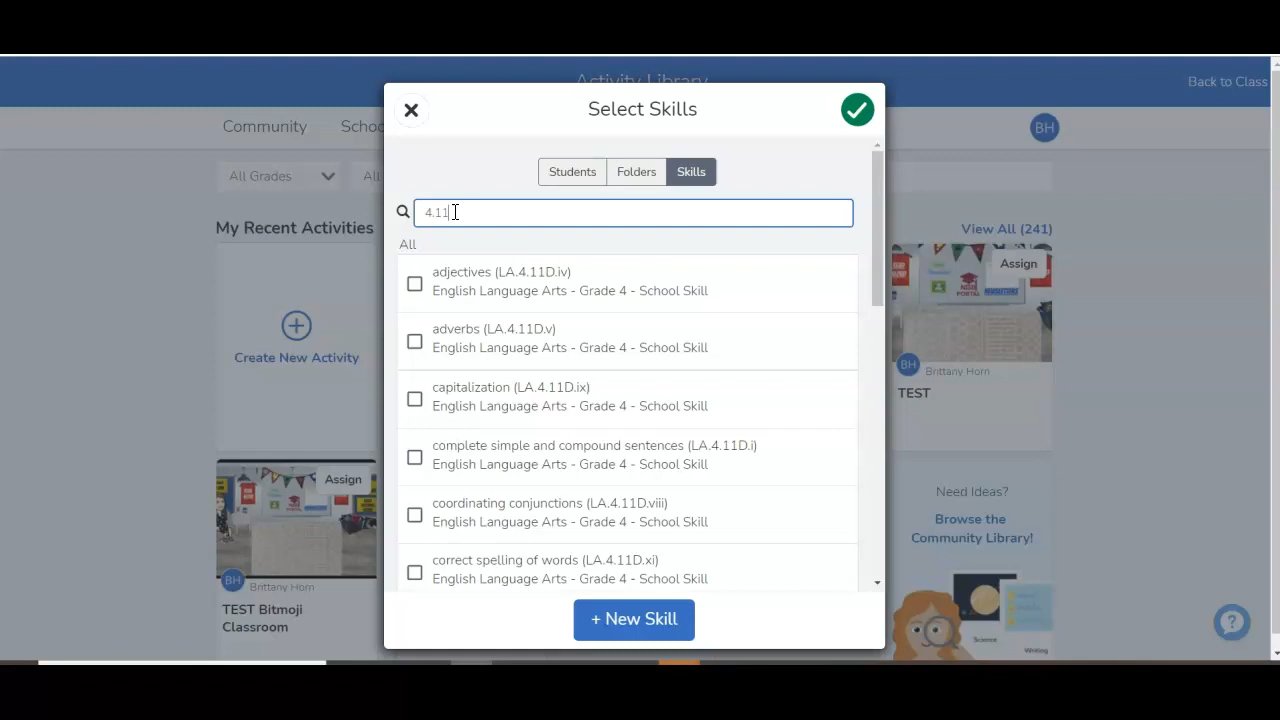 Activity Library
Back to Class
Community
Schoo
BH
All Grades
All
My Recent Activities
View All (241)
Create New Activity
Assign
BH
Brittany Horn
TEST
Assign
BH
Brittany Horn
TEST Bitmoji
Classroom
Need Ideas?
Browse the
Community Library!
Science
Writing
?
Select Skills
Students
Folders
Skills
4.11
All
adjectives (LA.4.11D.iv)
English Language Arts - Grade 4 - School Skill
adverbs (LA.4.11D.v)
English Language Arts - Grade 4 - School Skill
capitalization (LA.4.11D.ix)
English Language Arts - Grade 4 - School Skill
complete simple and compound sentences (LA.4.11D.i)
English Language Arts - Grade 4 - School Skill
coordinating conjunctions (LA.4.11D.viii)
English Language Arts - Grade 4 - School Skill
correct spelling of words (LA.4.11D.xi)
English Language Arts - Grade 4 - School Skill
+ New Skill